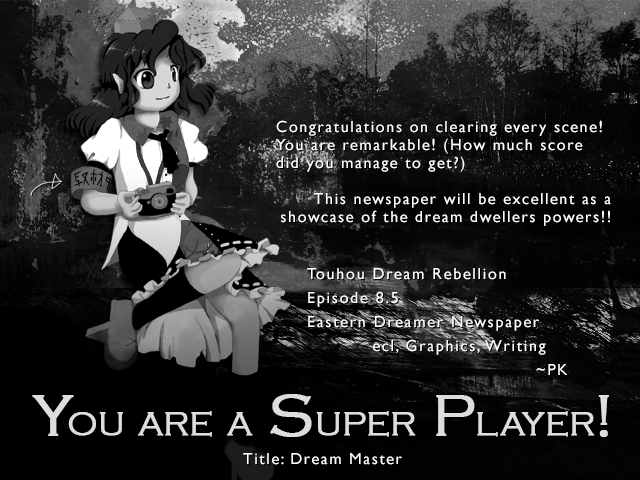 Congratulations on clearing every scene!
You are remarkable! (How much score
did you manage to get?)
This newspaper will be excellent as a
showcase of the dream dwellers powers!!
Touhou Dream Rebellion
Episode 8.5
Eastern Dreamer Newspaper
ecl, Graphics, Writing
~PK
You are a Super Player!
Title: Dream Master